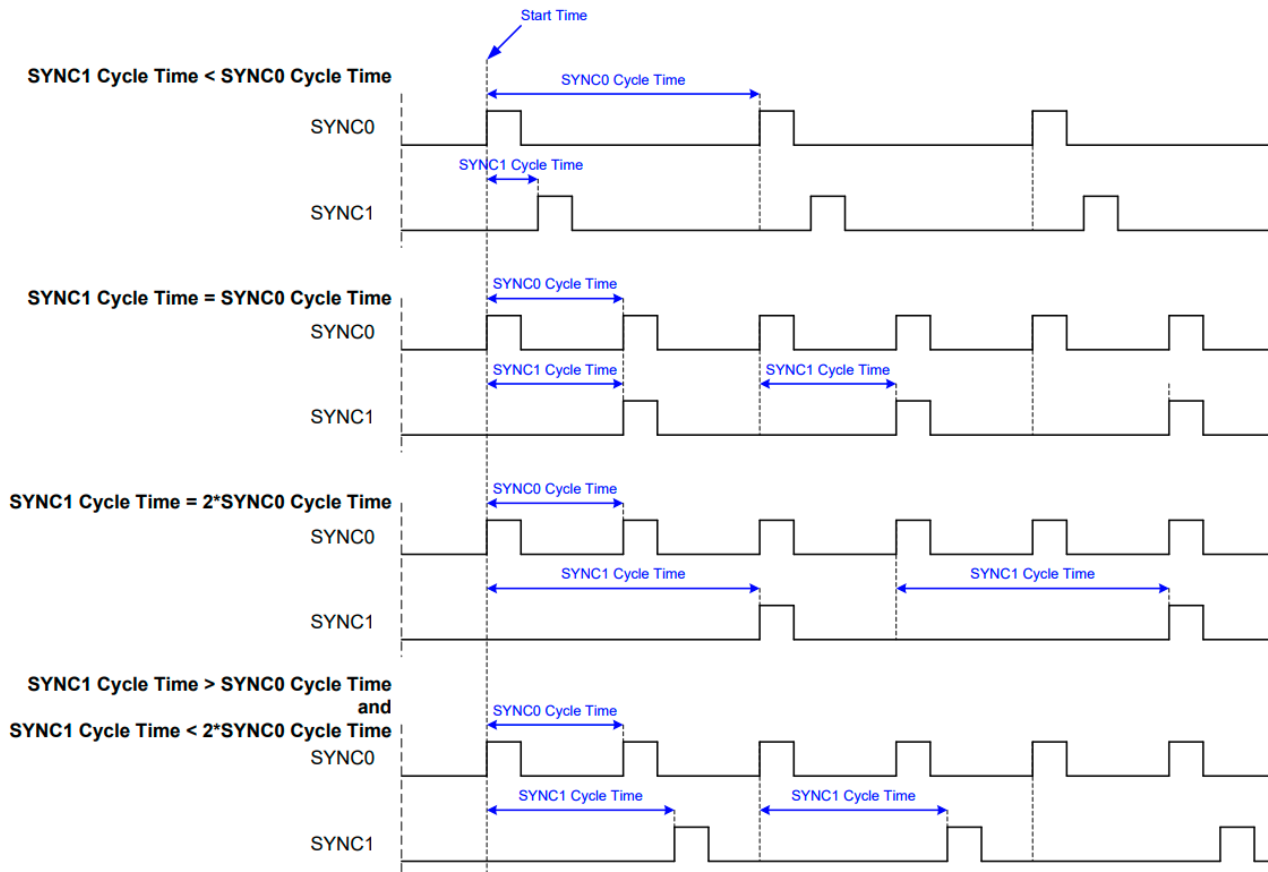 Start Time
SYNC1 Cycle Time < SYNC0 Cycle Time
SYNC0 Cycle Time
SYNC0
SYNC1 Cycle Time
SYNC1
SYNC1 Cycle Time = SYNC0 Cycle Time
SYNC0 Cycle Time
SYNC0
SYNC1 Cycle Time
SYNC1 Cycle Time
SYNC1
SYNC1 Cycle Time = 2*SYNC0 Cycle Time
SYNC0 Cycle Time
SYNC0
SYNC1 Cycle Time
SYNC1 Cycle Time
SYNC1
SYNC1 Cycle Time > SYNC0 Cycle Time
and
SYNC1 Cycle Time < 2*SYNC0 Cycle Time
SYNC0 Cycle Time
SYNC0
SYNC1 Cycle Time
SYNC1 Cycle Time
SYNC1